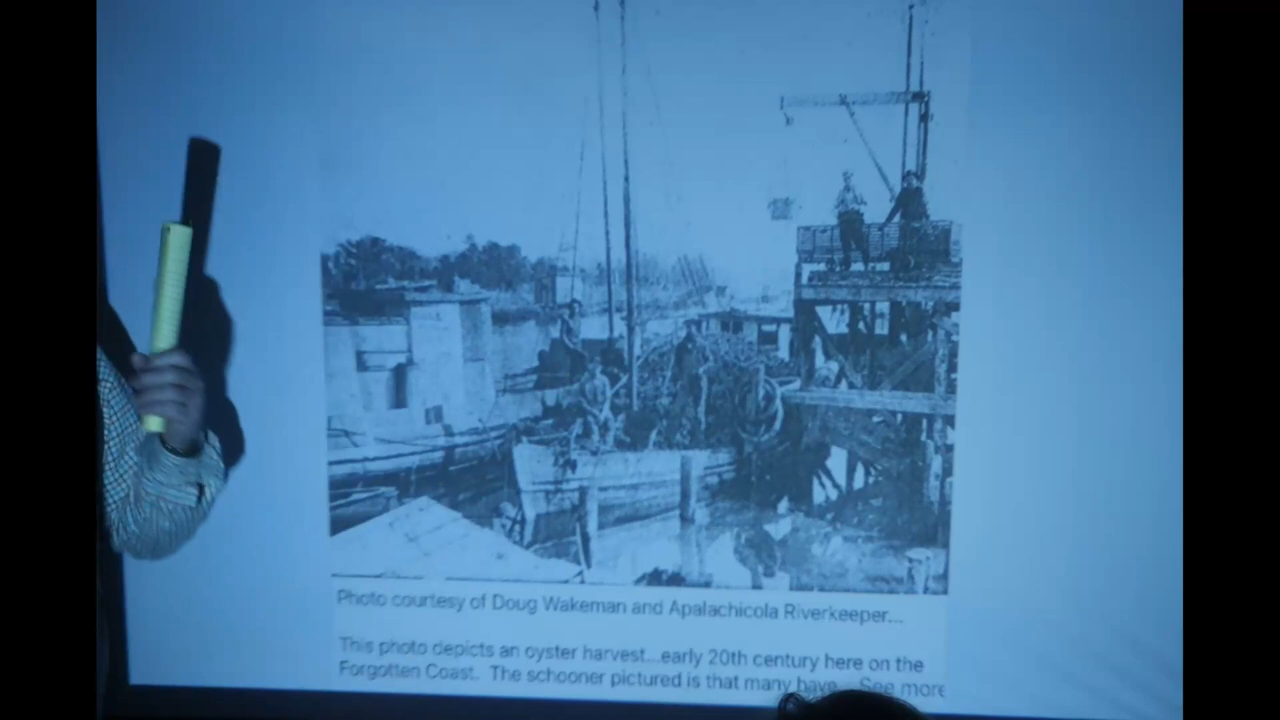 Photo courtesy of Doug Wakeman and Apalachicola Riverkeeper...
This photo depicts an oyster harvest...early 20th century here on the
Forgotten Coast. The schooner pictured is that many have... See more